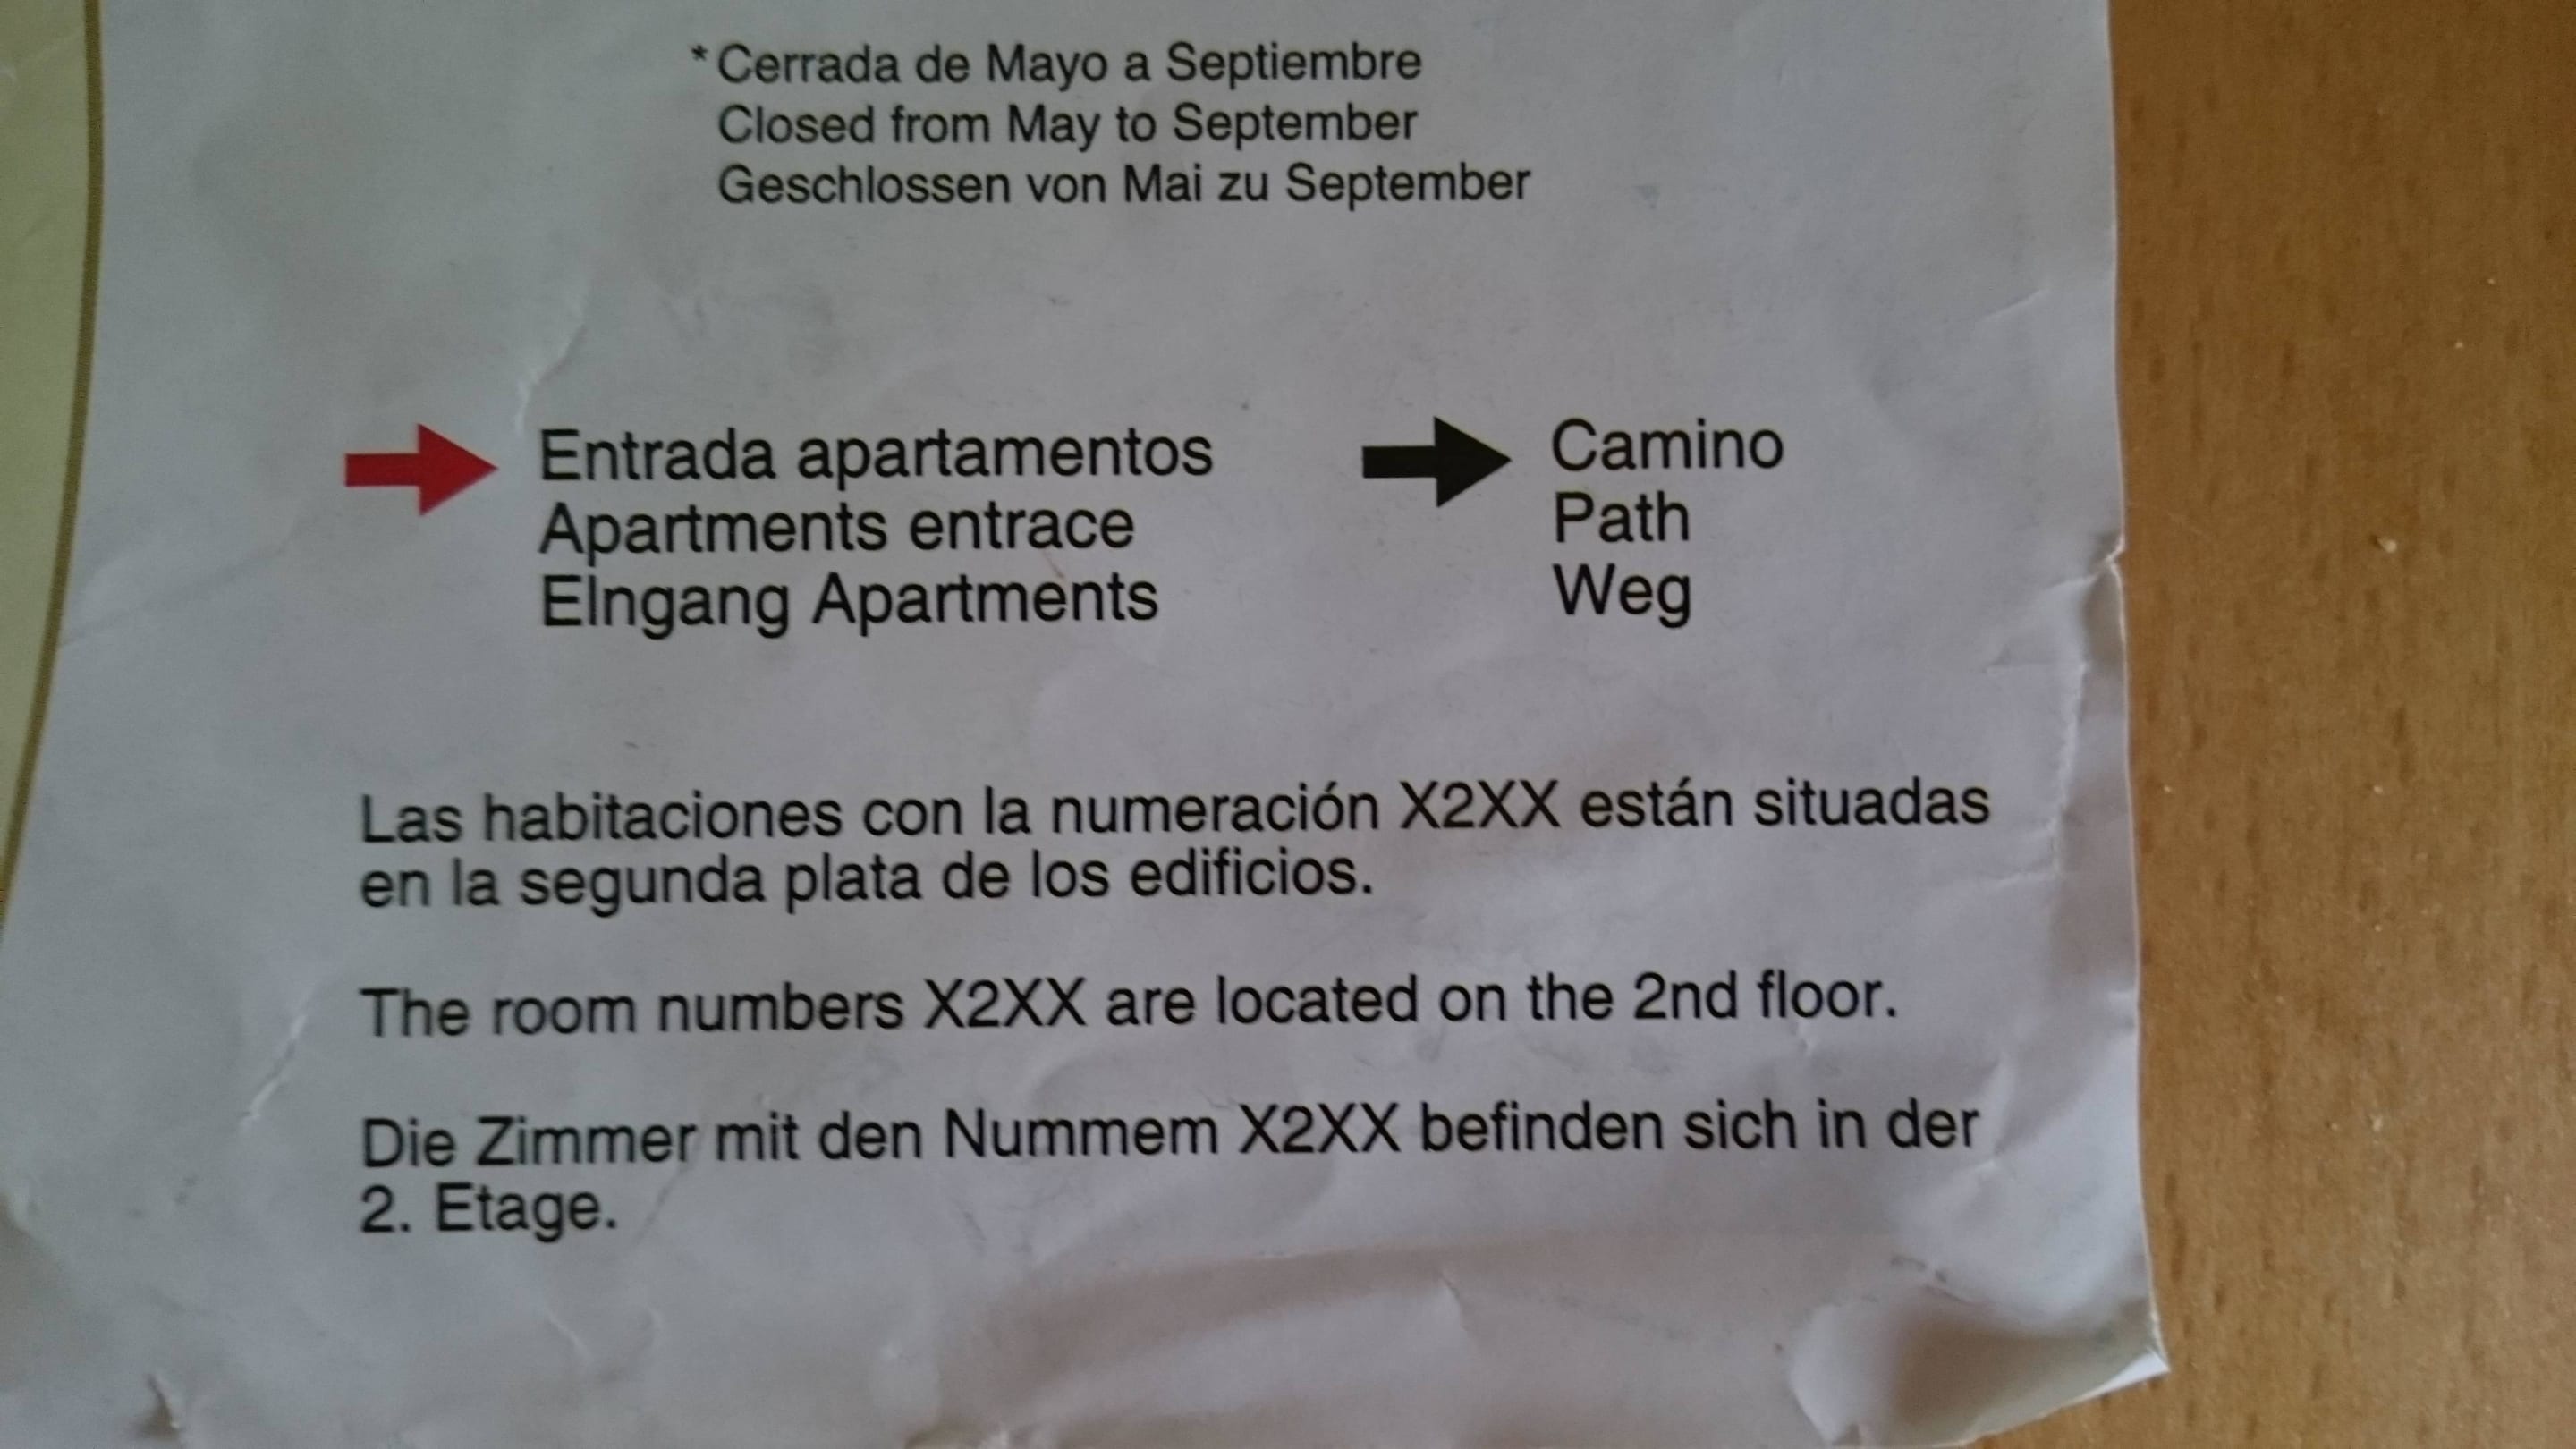 *Cerrada de Mayo a Septiembre
Closed from May to September
Geschlossen von Mai zu September
Entrada apartamentos
Apartments entrace
EIngang Apartments
Camino
Path
Weg
Las habitaciones con la numeración X2XX están situadas
en la segunda plata de los edificios.
The room numbers X2XX are located on the 2nd floor.
Die Zimmer mit den Nummem X2XX befinden sich in der
2. Etage.